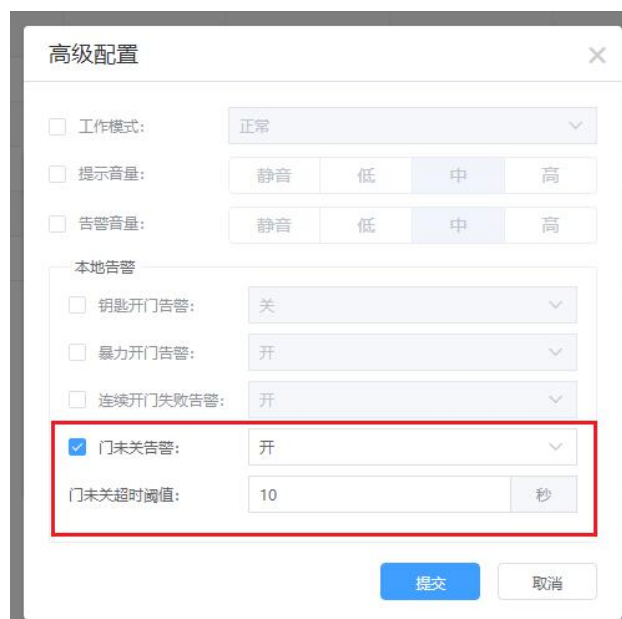 高级配置
工作模式: 正常
提示音量: 静音 低 中 高
告警音量: 静音 低 中 高
本地告警
钥匙开门告警: 关
暴力开门告警: 开
连续开门失败告警: 开
门未关告警: 开
门未关超时阈值: 10 秒
提交 取消